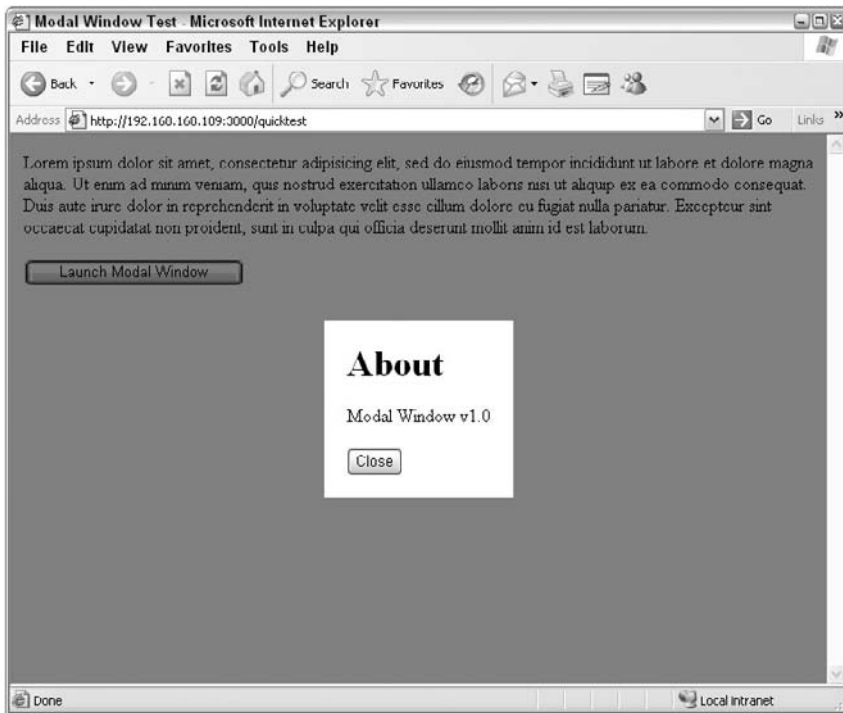 Modal Window Test - Microsoft Internet Explorer
File Edit View Favorites Tools Help
Back Search Favorites
Address http://192.160.160.109:3000/quicktest Go Links »
Lorem ipsum dolor sit amet, consectetur adipisicing elit, sed do eiusmod tempor incididunt ut labore et dolore magna
aliqua. Ut enim ad minim veniam, quis nostrud exercitation ullamco laboris nisi ut aliquip ex ea commodo consequat.
Duis aute irure dolor in reprehenderit in voluptate velit esse cillum dolore eu fugiat nulla pariatur. Excepteur sint
occaecat cupidatat non proident, sunt in culpa qui officia deserunt mollit anim id est laborum.
Launch Modal Window
About
Modal Window v1.0
Close
Done Local intranet